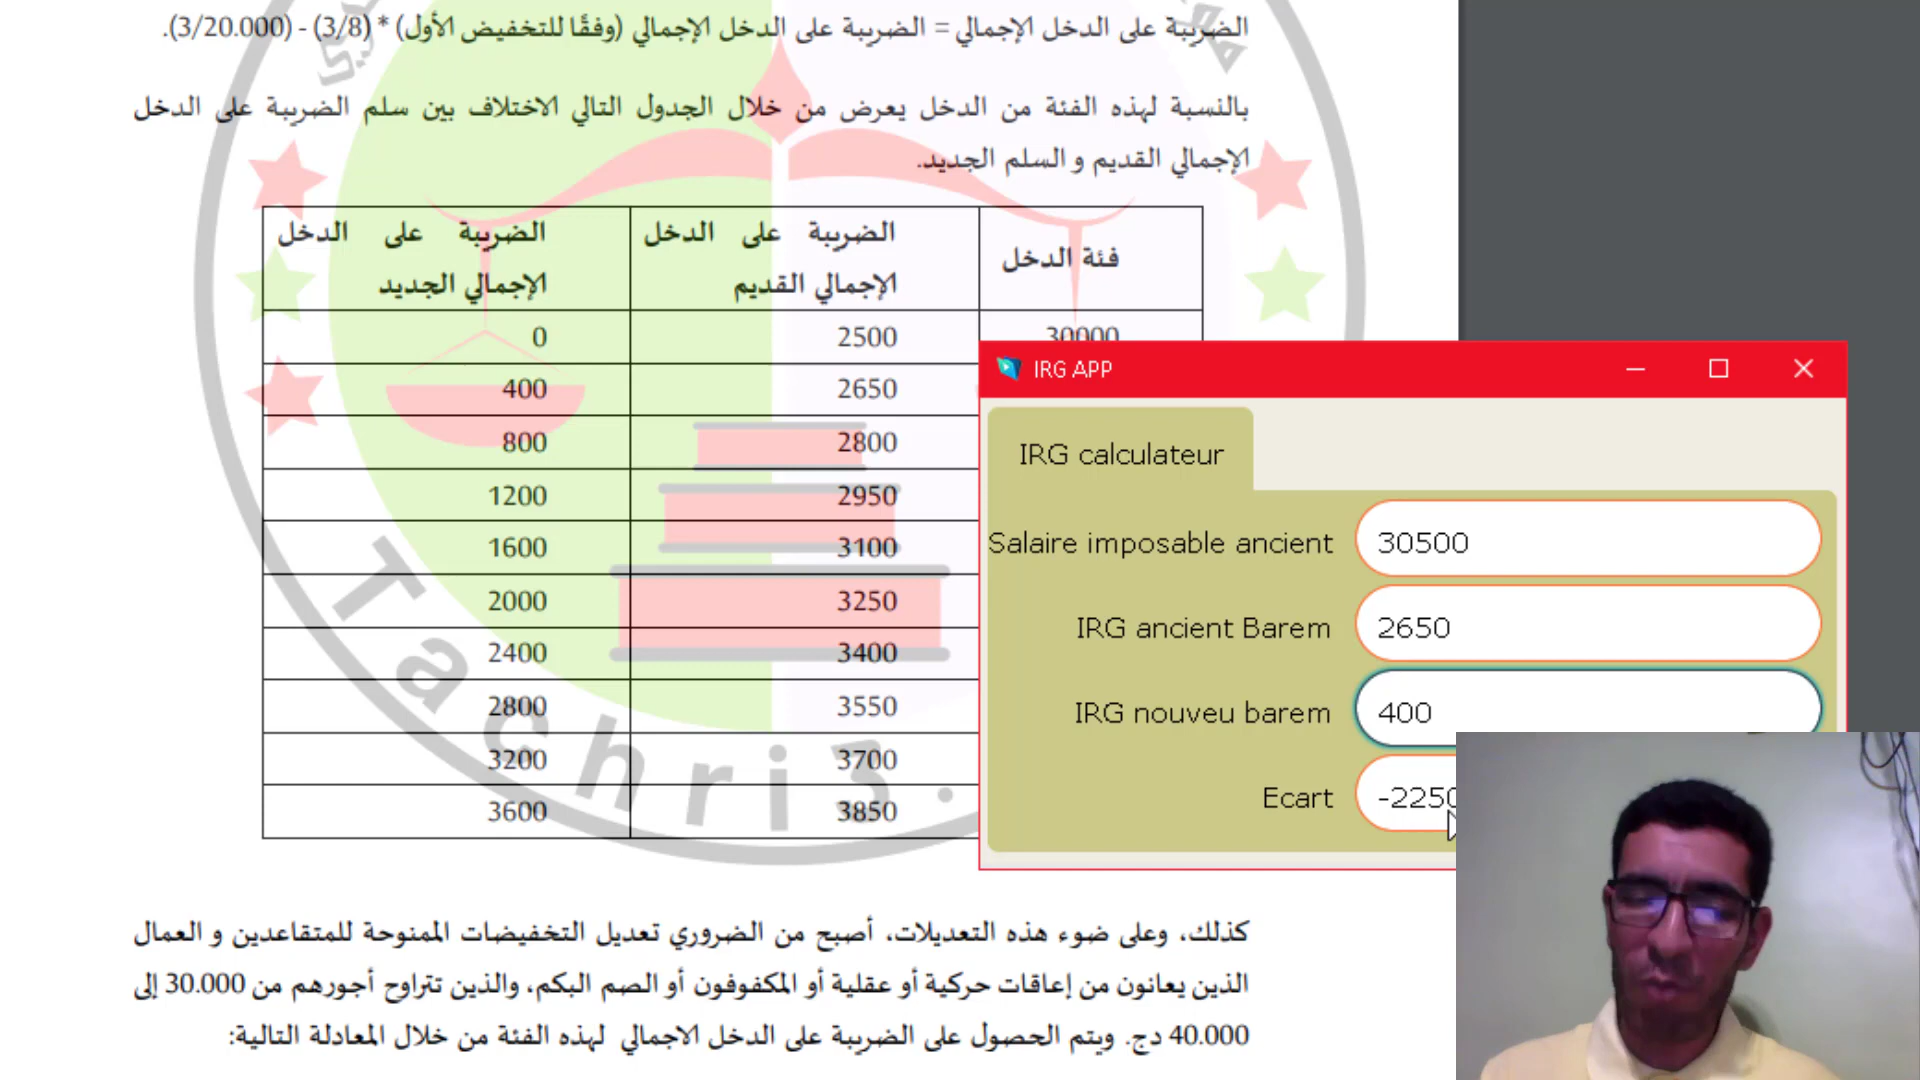 الضريبة على الدخل الإجمالي = الضريبة على الدخل الإجمالي (وفقًا للتخفيض الأول) * (3/8) - (3/20.000).
بالنسبة لهذه الفئة من الدخل يعرض من خلال الجدول التالي الاختلاف بين سلم الضريبة على الدخل
الإجمالي القديم و السلم الجديد.
فئة الدخل
الضريبة على الدخل
الإجمالي القديم
الضريبة على الدخل
الإجمالي الجديد
30000 2500 0
2650 400
2800 800
2950 1200
3100 1600
3250 2000
3400 2400
3550 2800
3700 3200
3850 3600
IRG APP
IRG calculateur
Salaire imposable ancient 30500
IRG ancient Barem 2650
IRG nouveu barem 400
Ecart -2250
كذلك، وعلى ضوء هذه التعديلات، أصبح من الضروري تعديل التخفيضات الممنوحة للمتقاعدين و العمال
الذين يعانون من إعاقات حركية أو عقلية أو المكفوفون أو الصم البكم، والذين تتراوح أجورهم من 30.000 إلى
40.000 دج. ويتم الحصول على الضريبة على الدخل الاجمالي لهذه الفئة من خلال المعادلة التالية:
Tachri